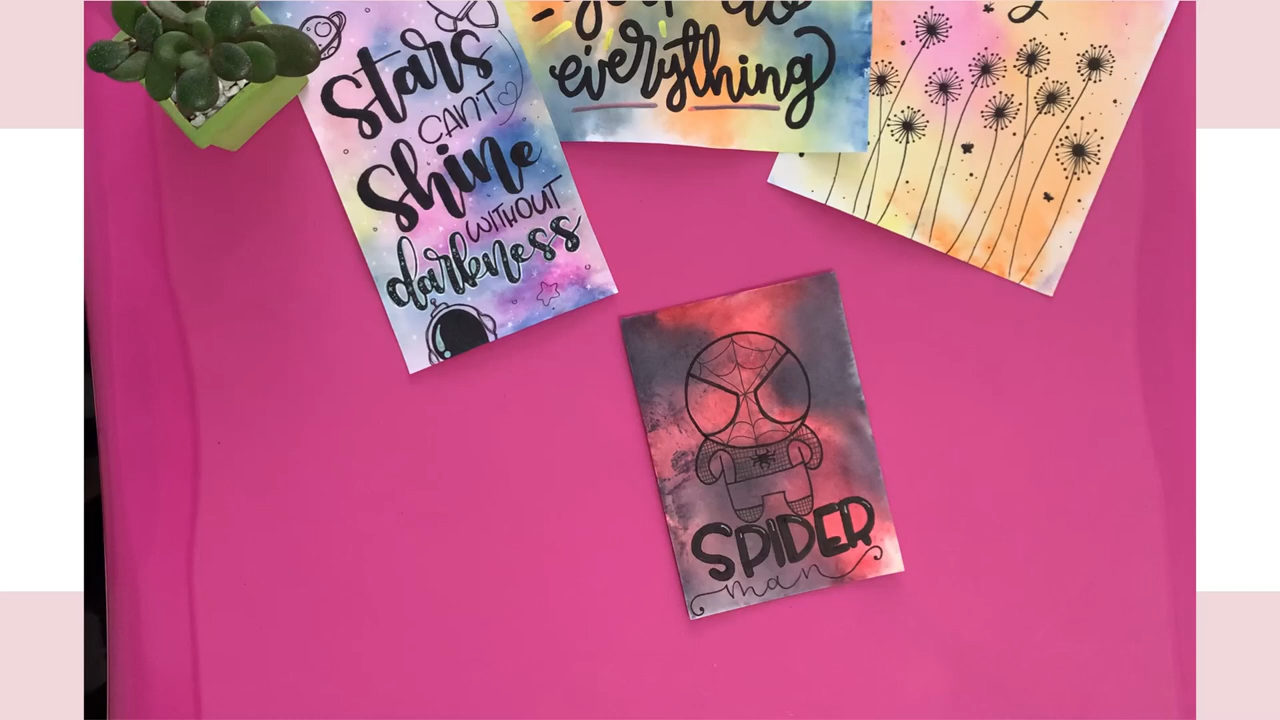 Stars
CAN'T
Shine
WITHOUT
darkness
everything
SPIDER
man